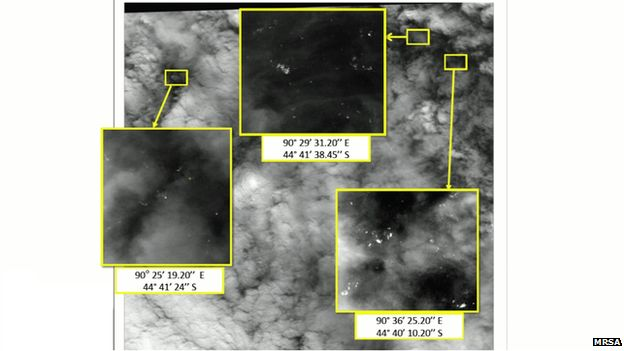 90° 29’ 31.20’’ E
44° 41’ 38.45’’ S
90° 25’ 19.20’’ E
44° 41’ 24’’ S
90° 36’ 25.20’’ E
44° 40’ 10.20’’ S
MRSA